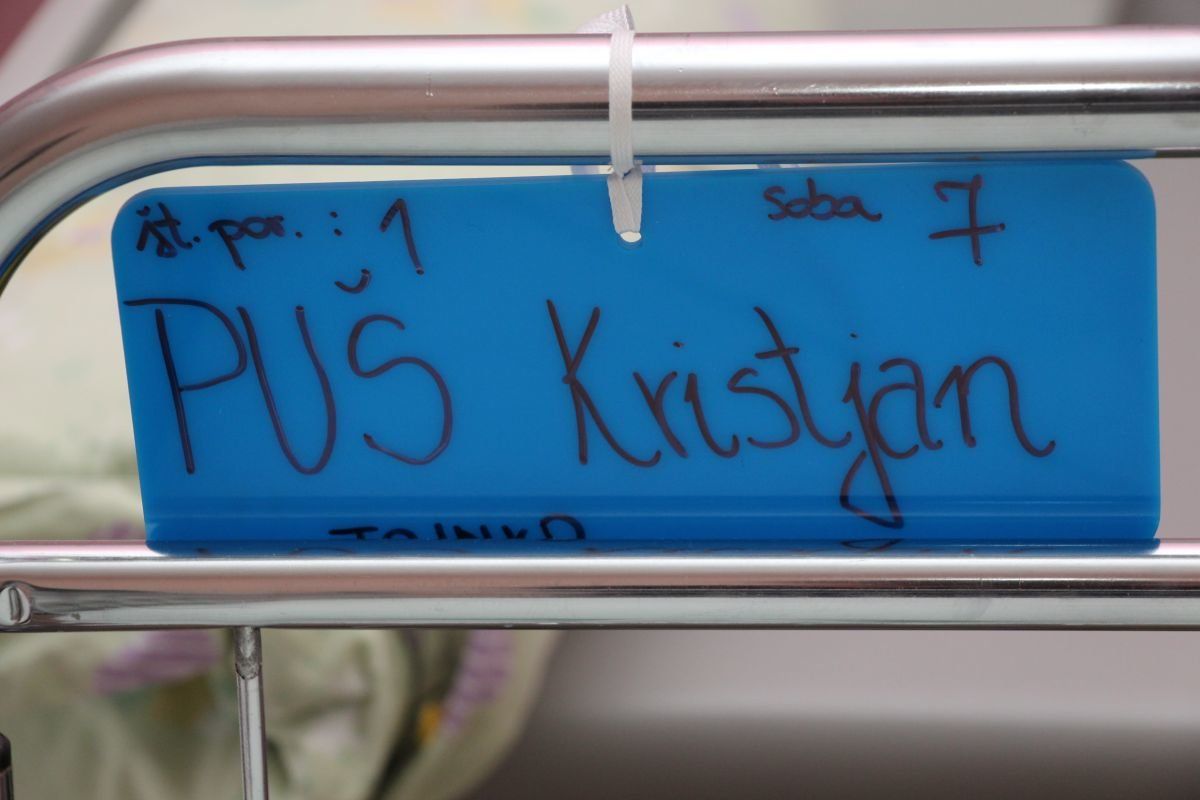 št. por. : 1 soba 7
PUŠ Kristjan